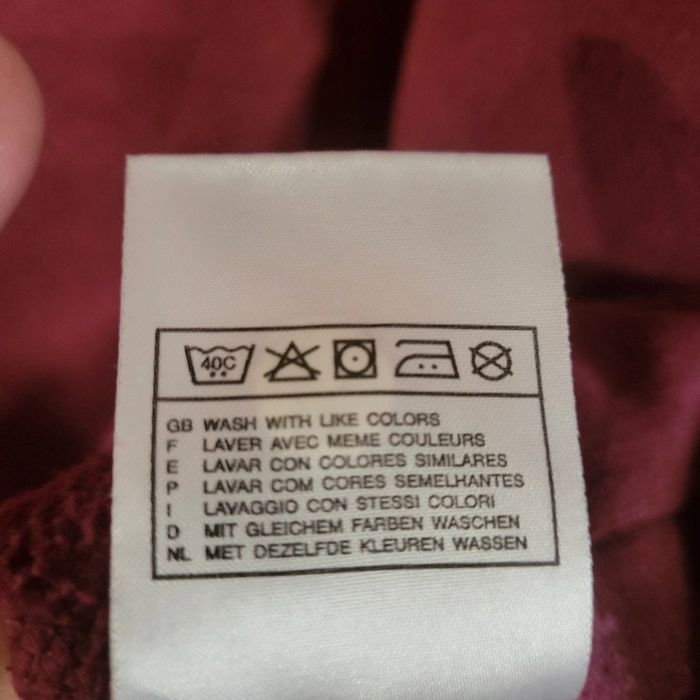 40C
GB WASH WITH LIKE COLORS
F LAVER AVEC MEME COULEURS
E LAVAR CON COLORES SIMILARES
P LAVAR COM CORES SEMELHANTES
I LAVAGGIO CON STESSI COLORI
D MIT GLEICHEM FARBEN WASCHEN
NL MET DEZELFDE KLEUREN WASSEN